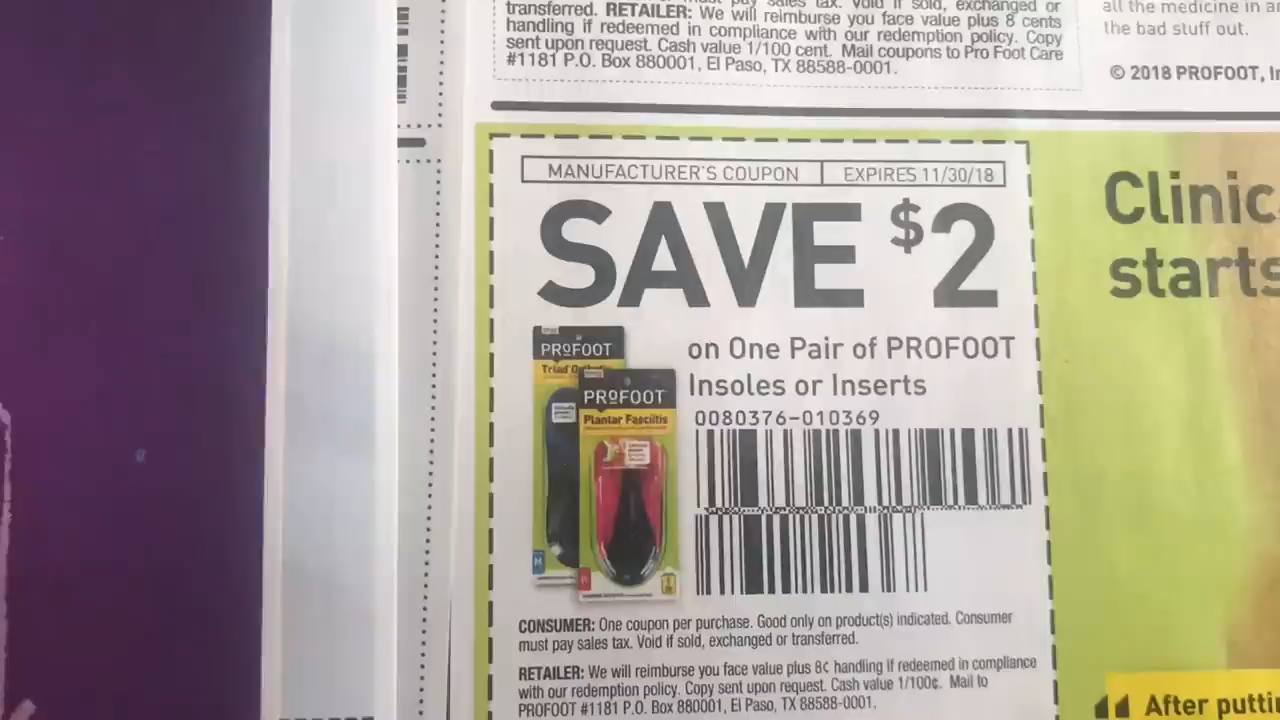 transferred. RETAILER: We will reimburse you face value plus 8 cents
handling if redeemed in compliance with our redemption policy. Copy
sent upon request. Cash value 1/100 cent. Mail coupons to Pro Foot Care
#1181 P.O. Box 880001, El Paso, TX 88588-0001.
all the medicine in
the bad stuff out.
© 2018 PROFOOT,
MANUFACTURER'S COUPON EXPIRES 11/30/18
SAVE $2
on One Pair of PROFOOT
Insoles or Inserts
0080376-010369
PROFOOT
Triad
PROFOOT
Plantar Fasciitis
CONSUMER: One coupon per purchase. Good only on product(s) indicated. Consumer
must pay sales tax. Void if sold, exchanged or transferred.
RETAILER: We will reimburse you face value plus 8¢ handling if redeemed in compliance
with our redemption policy. Copy sent upon request. Cash value 1/100¢. Mail to
PROFOOT #1181 P.O. Box 880001, El Paso, TX 88588-0001.
Clinic
starts
After putti